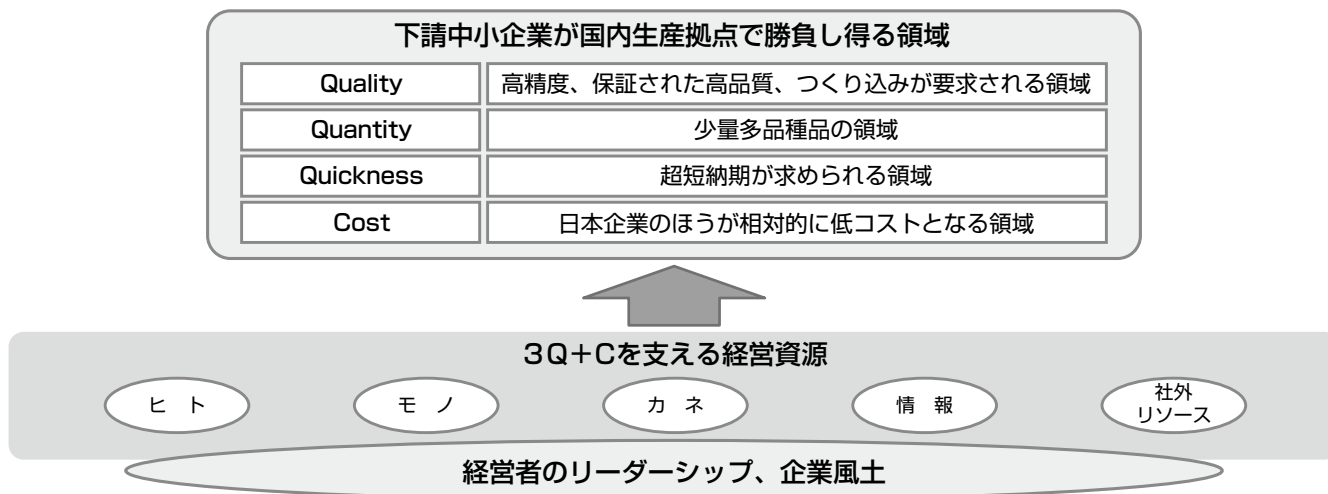 下請中小企業が国内生産拠点で勝負し得る領域
Quality 高精度、保証された高品質、つくり込みが要求される領域
Quantity 少量多品種品の領域
Quickness 超短納期が求められる領域
Cost 日本企業のほうが相対的に低コストとなる領域
3Q+Cを支える経営資源
ヒ ト モ ノ カ ネ 情 報 社外
リソース
経営者のリーダーシップ、企業風土